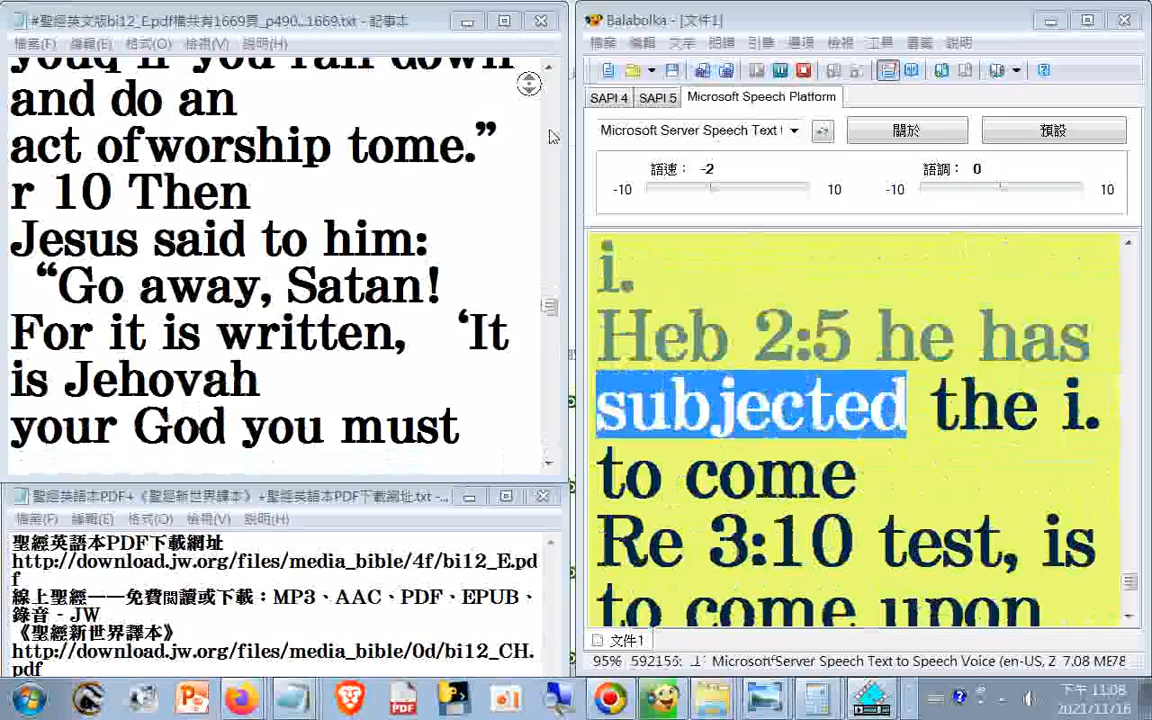 #聖經英文版bi12_E.pdf檔共有1669頁_p490...1669.txt - 記事本
檔案(F) 編輯(E) 格式(O) 檢視(V) 說明(H)
and do an
act ofworship tome.”
r 10 Then
Jesus said to him:
“Go away, Satan!
For it is written, ‘It
is Jehovah
your God you must
聖經英語本PDF+《聖經新世界譯本》+聖經英語本PDF下載網址.txt - ...
檔案(F) 編輯(E) 格式(O) 檢視(V) 說明(H)
聖經英語本PDF下載網址
http://download.jw.org/files/media_bible/4f/bi12_E.pd
f
線上聖經——免費閱讀或下載：MP3、AAC、PDF、EPUB、
錄音 - JW
《聖經新世界譯本》
http://download.jw.org/files/media_bible/0d/bi12_CH.
pdf
Balabolka - [文件1]
檔案 編輯 文字 朗讀 引擎 選項 檢視 工具 書籤 說明
SAPI 4 SAPI 5 Microsoft Speech Platform
Microsoft Server Speech Text 關於 預設
語速： -2 語調： 0
-10 10 -10 10
i.
Heb 2:5 he has
subjected the i.
to come
Re 3:10 test, is
to come upon
文件1
95% Microsoft Server Speech Text to Speech Voice (en-US, Z 7.08 ME
下午 11:08
2021/11/16